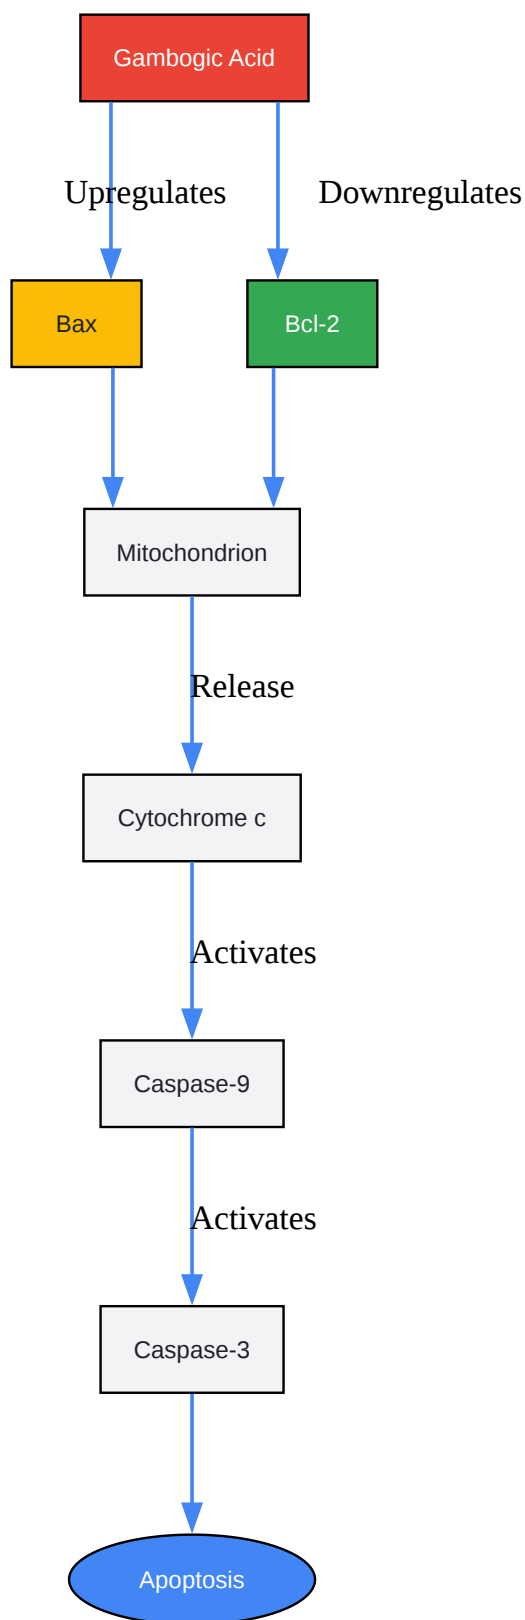 Gambogic Acid
Upregulates
Downregulates
Bax
Bcl-2
Mitochondrion
Release
Cytochrome c
Activates
Caspase-9
Activates
Caspase-3
Apoptosis